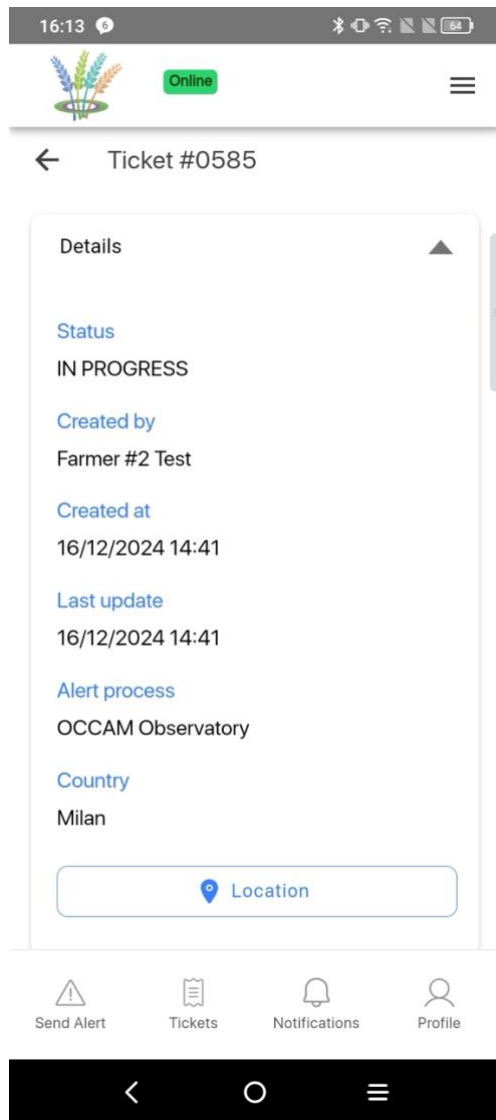 16:13 6 64
Online
Ticket #0585
Details
Status
IN PROGRESS
Created by
Farmer #2 Test
Created at
16/12/2024 14:41
Last update
16/12/2024 14:41
Alert process
OCCAM Observatory
Country
Milan
Location
Send Alert Tickets Notifications Profile